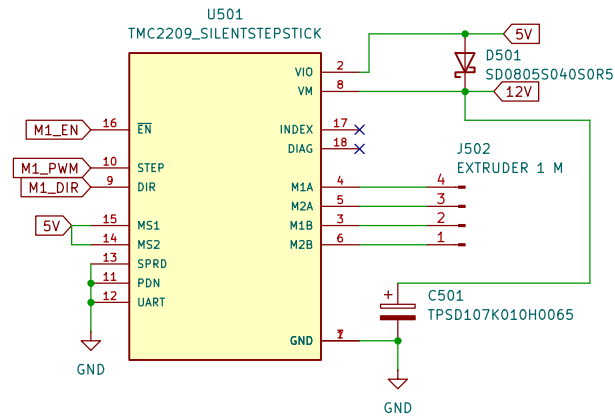 U501
TMC2209_SILENTSTEPSTICK
VIO 2
5V
D501
SD0805S040S0R5
VM 8
12V
M1_EN 16 EN
INDEX 17
DIAG 18
J502
EXTRUDER 1 M
M1_PWM 10 STEP
M1_DIR 9 DIR
M1A 4 4
M2A 5 3
5V 15 MS1
M1B 3 2
14 MS2
M2B 6 1
13 SPRD
11 PDN
12 UART
+
C501
TPSD107K010H0065
GND
GND
GND